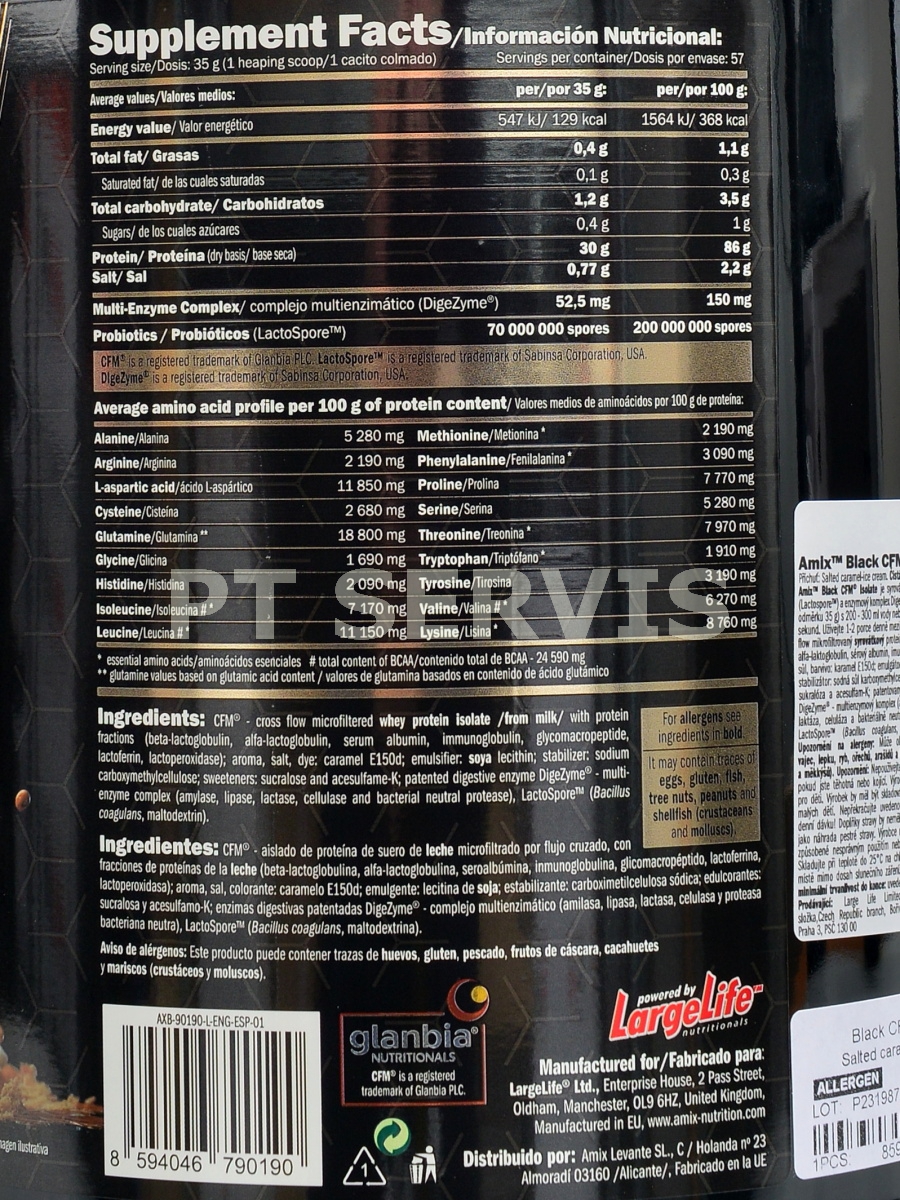 Supplement Facts/Información Nutricional:
Serving size/Dosis: 35 g (1 heaping scoop/1 cacito colmado) Servings per container/Dosis por envase: 57
Average values/Valores medios: per/por 35 g: per/por 100 g:
Energy value/ Valor energético 547 kJ/ 129 kcal 1564 kJ/ 368 kcal
Total fat/ Grasas 0,4 g 1,1 g
Saturated fat/ de las cuales saturadas 0,1 g 0,3 g
Total carbohydrate/ Carbohidratos 1,2 g 3,5 g
Sugars/ de los cuales azúcares 0,4 g 1 g
Protein/ Proteína (dry basis/ base seca) 30 g 86 g
Salt/ Sal 0,77 g 2,2 g
Multi-Enzyme Complex/ complejo multienzimático (DigeZyme®) 52,5 mg 150 mg
Probiotics / Probióticos (LactoSpore™) 70 000 000 spores 200 000 000 spores
CFM® is a registered trademark of Glanbia PLC. LactoSpore™ is a registered trademark of Sabinsa Corporation, USA.
DigeZyme® is a registered trademark of Sabinsa Corporation, USA.
Average amino acid profile per 100 g of protein content/ Valores medios de aminoácidos por 100 g de proteína:
Alanine/Alanina 5 280 mg Methionine/Metionina * 2 190 mg
Arginine/Arginina 2 190 mg Phenylalanine/Fenilalanina * 3 090 mg
L-aspartic acid/ácido L-aspártico 11 850 mg Proline/Prolina 7 770 mg
Cysteine/Cisteína 2 680 mg Serine/Serina 5 280 mg
Glutamine/Glutamina ** 18 800 mg Threonine/Treonina * 7 970 mg
Glycine/Glicina 1 690 mg Tryptophan/Triptófano * 1 910 mg
Histidine/Histidina 2 090 mg Tyrosine/Tirosina 3 190 mg
Isoleucine/Isoleucina # * 7 170 mg Valine/Valina # * 6 270 mg
Leucine/Leucina # * 11 150 mg Lysine/Lisina * 8 760 mg
PT SERVIS
* essential amino acids/aminoácidos esenciales # total content of BCAA/contenido total de BCAA - 24 590 mg
** glutamine values based on glutamic acid content / valores de glutamina basados en contenido de ácido glutámico
Ingredients: CFM® - cross flow microfiltered whey protein isolate /from milk/ with protein
fractions (beta-lactoglobulin, alfa-lactoglobulin, serum albumin, immunoglobulin, glycomacropeptide,
lactoferin, lactoperoxidase); aroma, salt, dye: caramel E150d; emulsifier: soya lecithin; stabilizer: sodium
carboxymethylcellulose; sweeteners: sucralose and acesulfame-K; patented digestive enzyme DigeZyme® - multi-
enzyme complex (amylase, lipase, lactase, cellulase and bacterial neutral protease), LactoSpore™ (Bacillus
coagulans, maltodextrin).
For allergens see
ingredients in bold.
It may contain traces of
eggs, gluten, fish,
tree nuts, peanuts and
shellfish (crustaceans
and molluscs).
Ingredientes: CFM® - aislado de proteína de suero de leche microfiltrado por flujo cruzado, con
fracciones de proteínas de la leche (beta-lactoglobulina, alfa-lactoglobulina, seroalbúmina, immunoglobulina, glicomacropéptido, lactoferrina,
lactoperoxidasa); aroma, sal, colorante: caramelo E150d; emulgente: lecitina de soja; estabilizante: carboximetilcelulosa sódica; edulcorantes:
sucralosa y acesulfamo-K; enzimas digestivas patentadas DigeZyme® - complejo multienzimático (amilasa, lipasa, lactasa, celulasa y proteasa
bacteriana neutra), LactoSpore™ (Bacillus coagulans, maltodextrina).
Aviso de alérgenos: Este producto puede contener trazas de huevos, gluten, pescado, frutos de cáscara, cacahuetes
y mariscos (crustáceos y moluscos).
AXB-90190-L-ENG-ESP-01
8 594046 790190
glanbia®
NUTRITIONALS
CFM® is a registered
trademark of Glanbia PLC.
powered by
LargeLife™
nutritionals
Manufactured for/Fabricado para:
LargeLife® Ltd., Enterprise House, 2 Pass Street,
Oldham, Manchester, OL9 6HZ, United Kingdom,
Manufactured in EU, www.amix-nutrition.com
Distribuido por: Amix Levante SL., C / Holanda nº 23
Almoradí 03160 /Alicante/, Fabricado en la UE
1
ilustrativa
Amix™ Black CFM
Příchuť: Salted caramel-ice cream.
Praha 3, PSČ 130 00
Black CF
Salted cara
ALLERGEN
LOT: P231987
1PCS 859